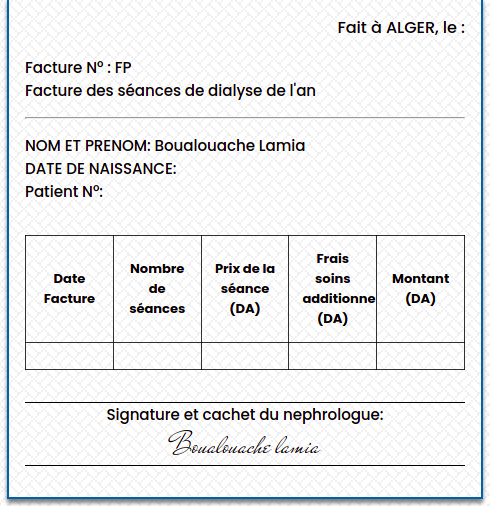 Fait à ALGER, le :
Facture N° : FP
Facture des séances de dialyse de l'an
NOM ET PRENOM: Boualouache Lamia
DATE DE NAISSANCE:
Patient N°:
Date
Facture
Nombre
de
séances
Prix de la
séance
(DA)
Frais
soins
additionne
(DA)
Montant
(DA)
Signature et cachet du nephrologue:
Boualouache lamia